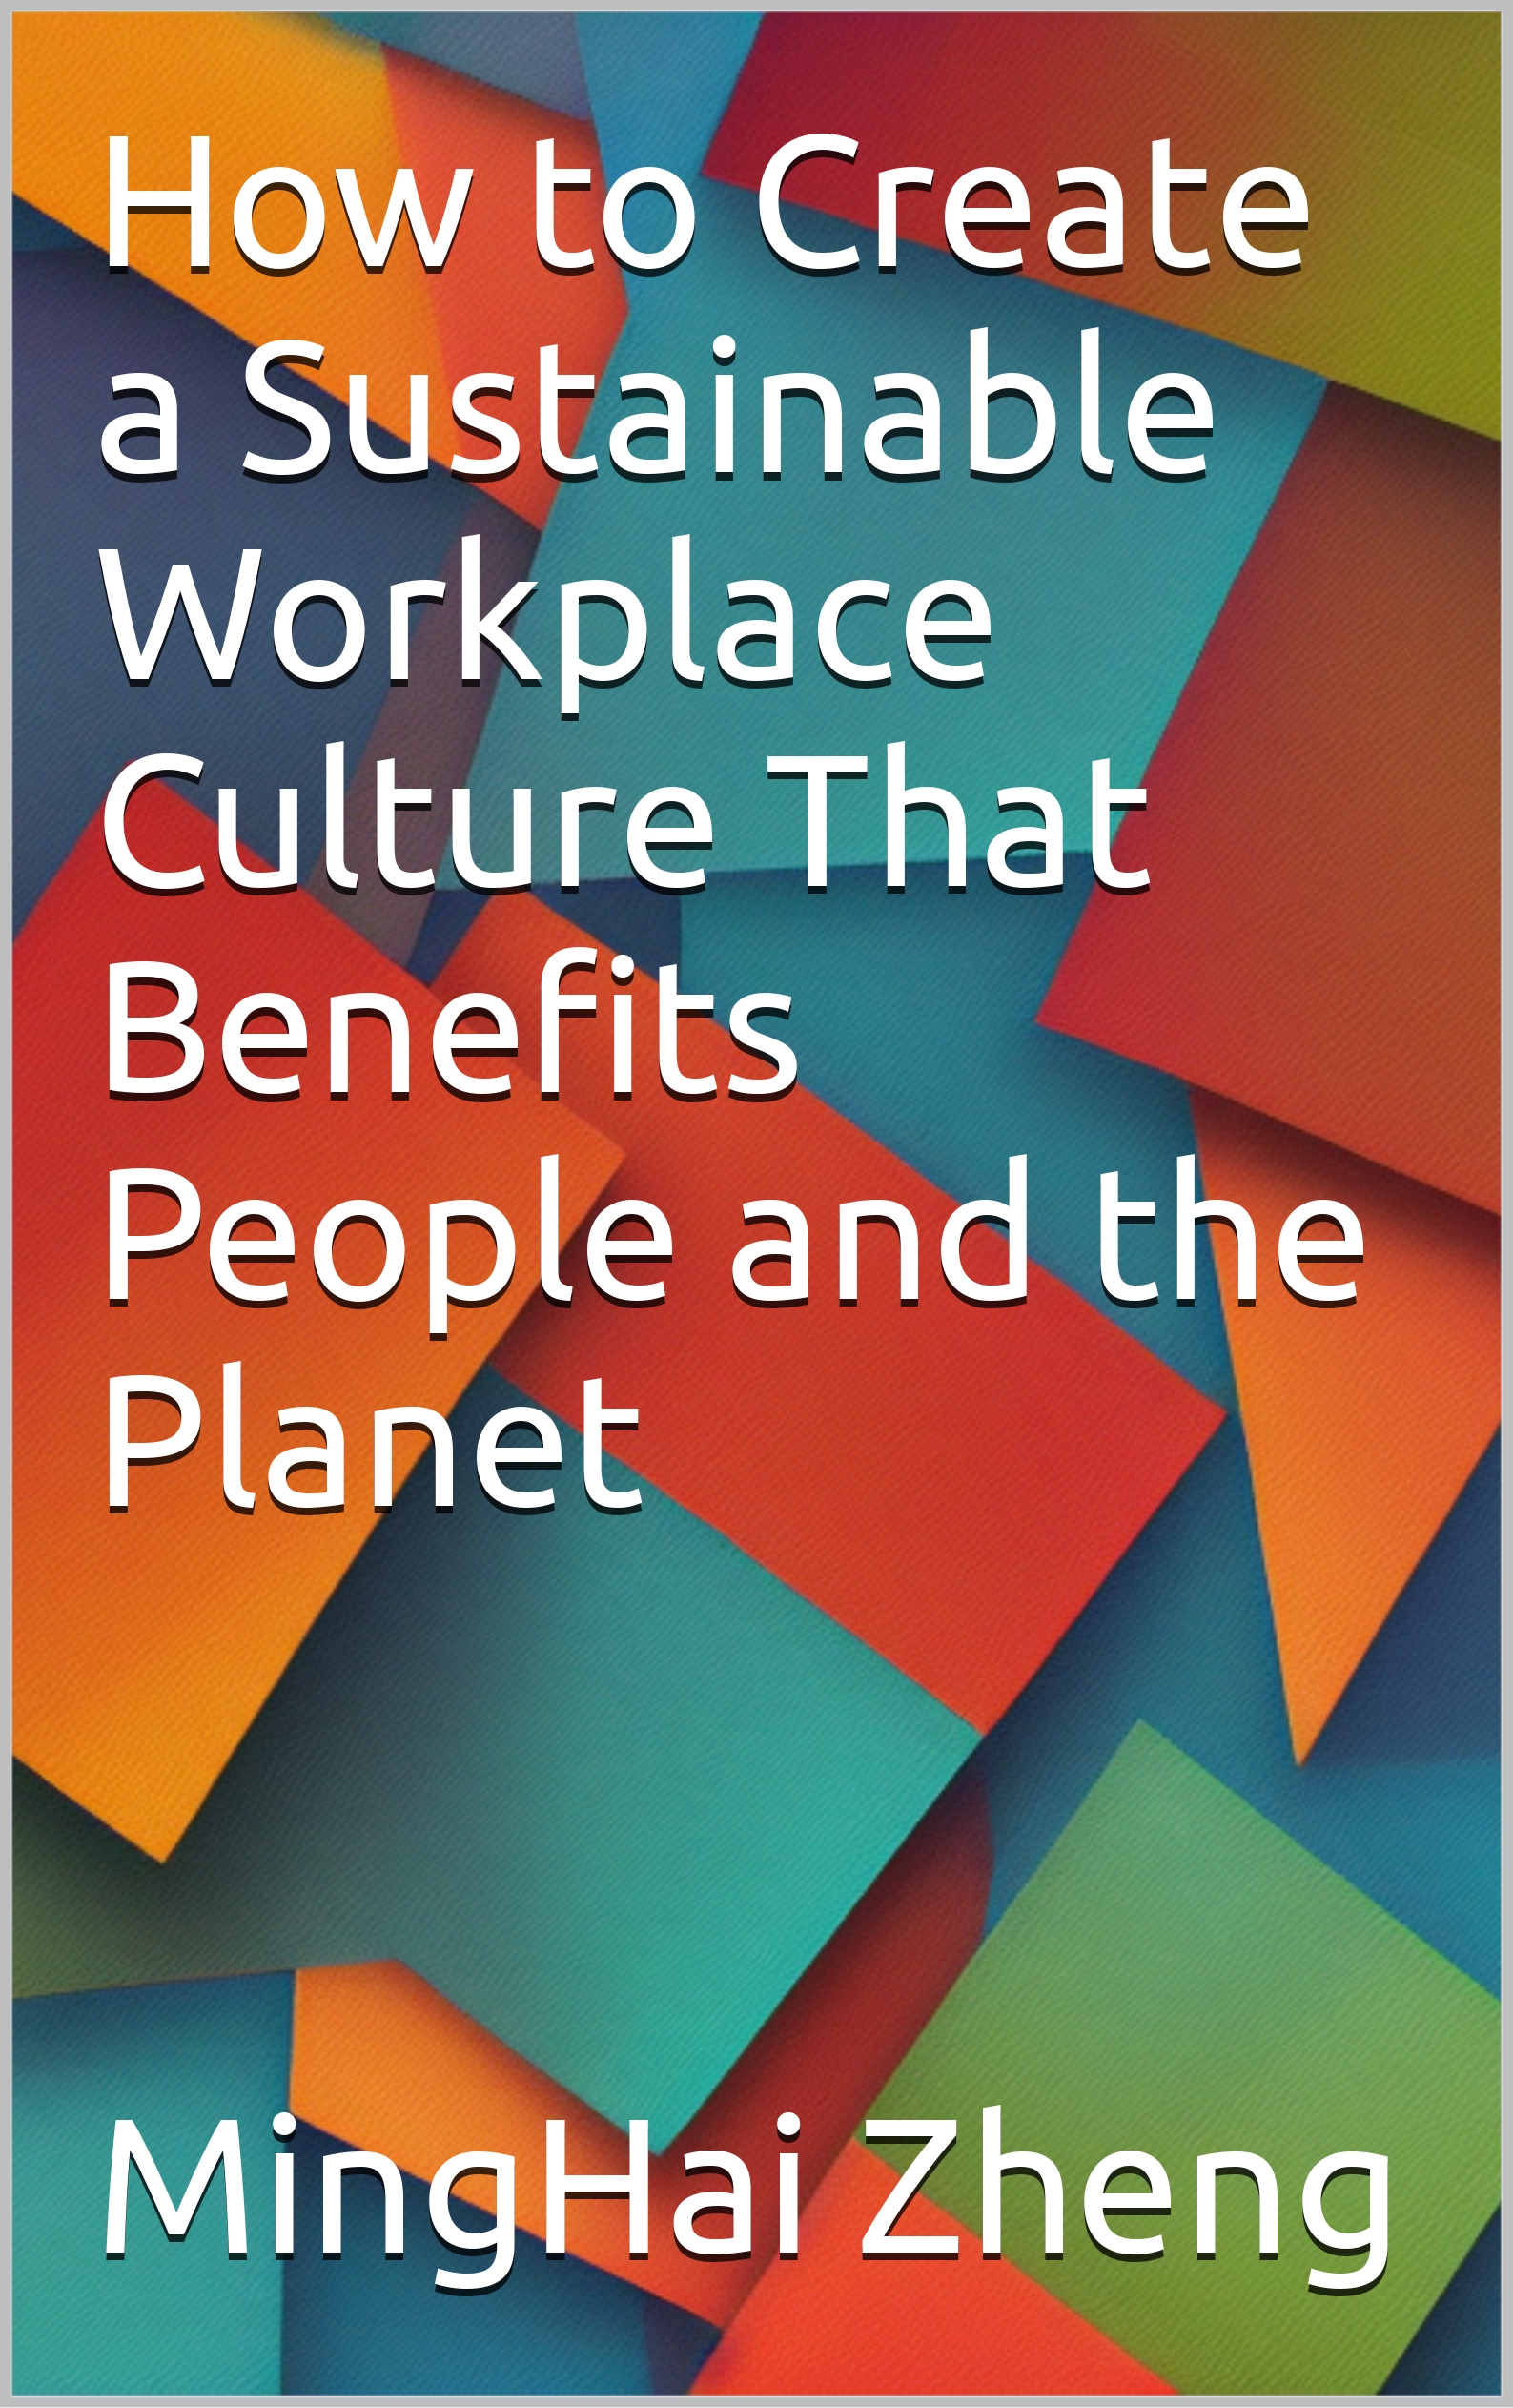 How to Create
a Sustainable
Workplace
Culture That
Benefits
People and the
Planet
MingHai Zheng